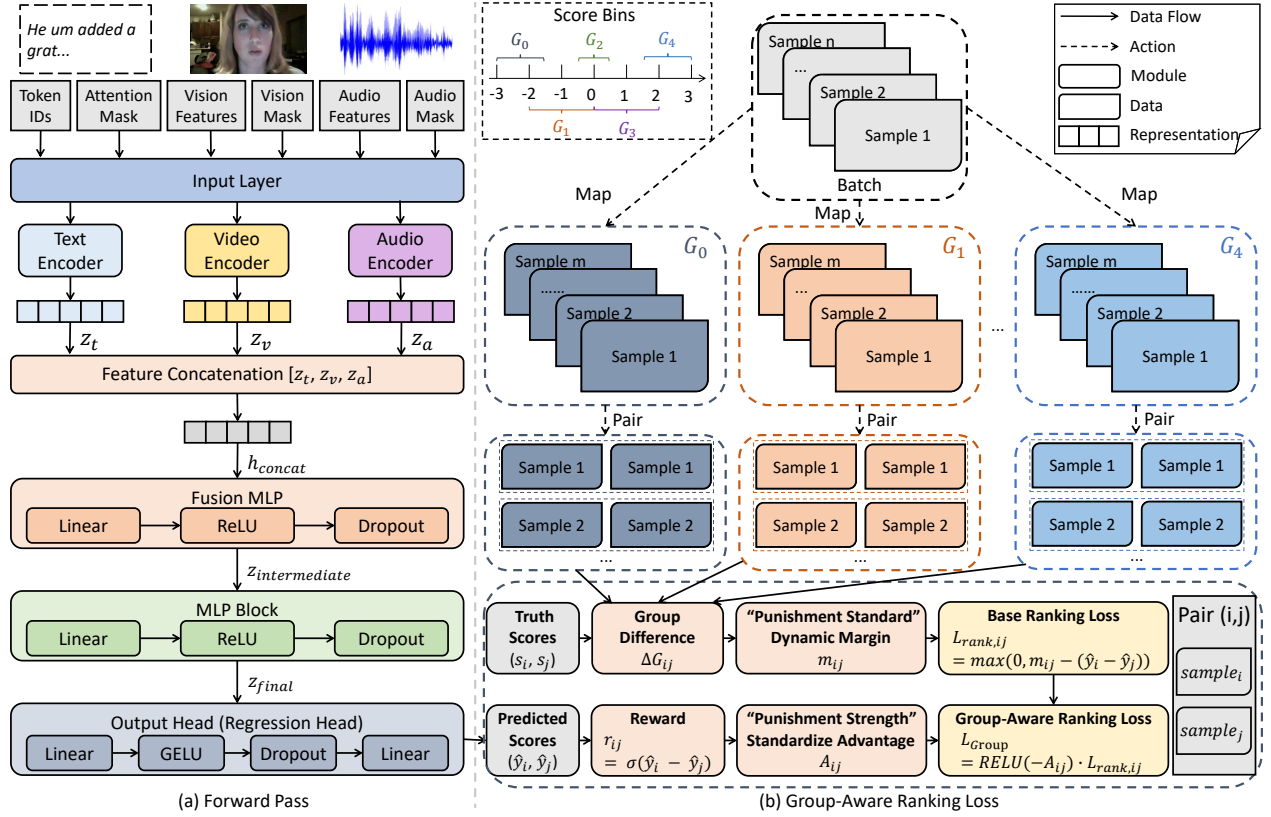 He um added a
grat...
Token
IDs
Attention
Mask
Vision
Features
Vision
Mask
Audio
Features
Audio
Mask
Input Layer
Text
Encoder
Video
Encoder
Audio
Encoder
z_t
z_v
z_a
Feature Concatenation [z_t, z_v, z_a]
h_concat
Fusion MLP
Linear
ReLU
Dropout
z_intermediate
MLP Block
Linear
ReLU
Dropout
z_final
Output Head (Regression Head)
Linear
GELU
Dropout
Linear
(a) Forward Pass
Score Bins
G_0
G_2
G_4
-3
-2
-1
0
1
2
3
G_1
G_3
Sample n
...
Sample 2
Sample 1
Batch
Data Flow
Action
Module
Data
Representation
Map
Map
Map
G_0
Sample m
......
Sample 2
Sample 1
G_1
Sample m
...
Sample 2
Sample 1
...
G_4
Sample m
......
Sample 2
Sample 1
Pair
Pair
Pair
Sample 1
Sample 1
Sample 2
Sample 2
...
Sample 1
Sample 1
Sample 2
Sample 2
...
Sample 1
Sample 1
Sample 2
Sample 2
...
Truth
Scores
(s_i, s_j)
Group
Difference
ΔG_ij
“Punishment Standard”
Dynamic Margin
m_ij
Base Ranking Loss
L_rank,ij
= max(0, m_ij − (ŷ_i − ŷ_j))
Pair (i,j)
sample_i
sample_j
Predicted
Scores
(ŷ_i, ŷ_j)
Reward
r_ij
= σ(ŷ_i − ŷ_j)
“Punishment Strength”
Standardize Advantage
A_ij
Group-Aware Ranking Loss
L_Group
= RELU(−A_ij) · L_rank,ij
(b) Group-Aware Ranking Loss